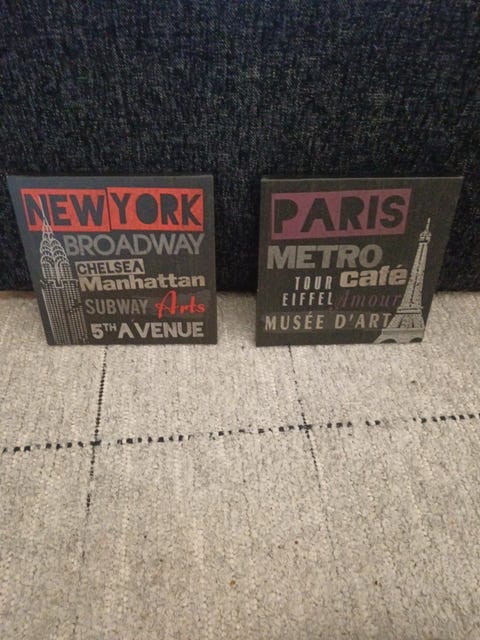 NEW YORK
BROADWAY
CHELSEA
Manhattan
SUBWAY Arts
5TH AVENUE
PARIS
METRO
TOUR café
EIFFEL Amour
MUSÉE D'ART